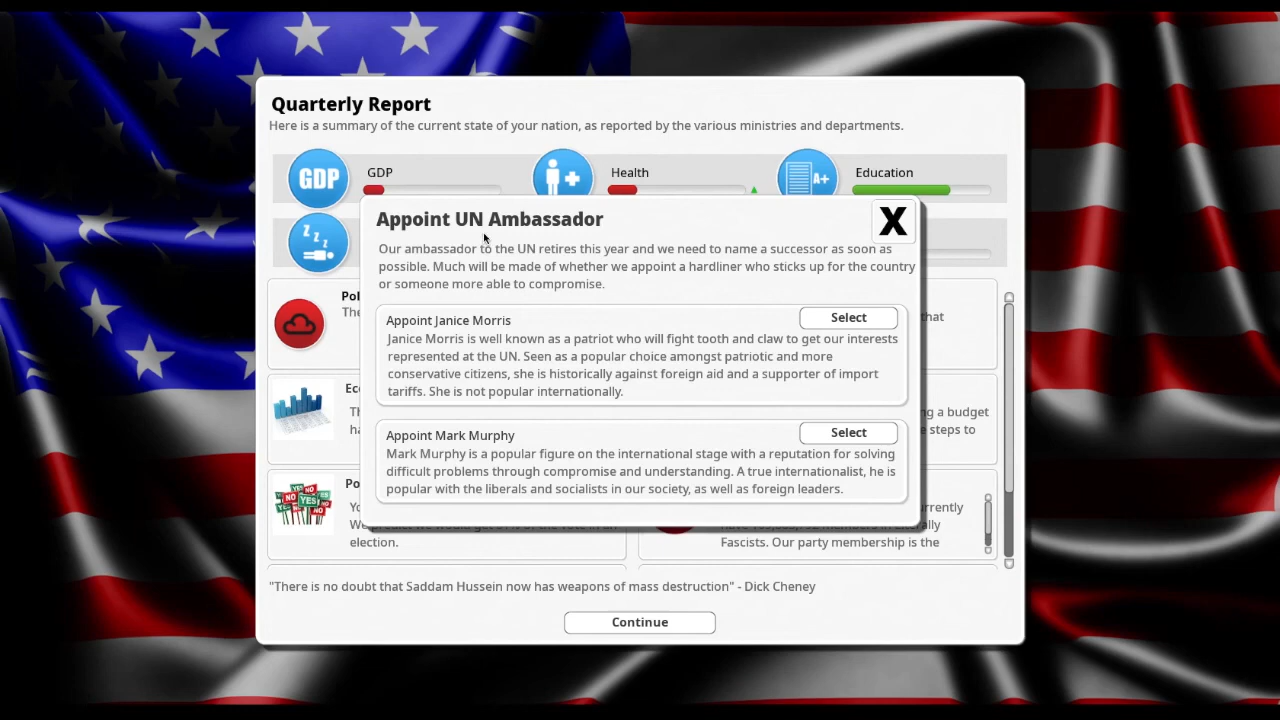 Quarterly Report
Here is a summary of the current state of your nation, as reported by the various ministries and departments.
GDP
GDP
Health
A+
Education
Z Z Z
Appoint UN Ambassador
X
Our ambassador to the UN retires this year and we need to name a successor as soon as
possible. Much will be made of whether we appoint a hardliner who sticks up for the country
or someone more able to compromise.
Appoint Janice Morris
Select
Janice Morris is well known as a patriot who will fight tooth and claw to get our interests
represented at the UN. Seen as a popular choice amongst patriotic and more
conservative citizens, she is historically against foreign aid and a supporter of import
tariffs. She is not popular internationally.
Appoint Mark Murphy
Select
Mark Murphy is a popular figure on the international stage with a reputation for solving
difficult problems through compromise and understanding. A true internationalist, he is
popular with the liberals and socialists in our society, as well as foreign leaders.
that
a budget
steps to
NO YES NO
election.
Fascists. Our party membership is the
"There is no doubt that Saddam Hussein now has weapons of mass destruction" - Dick Cheney
Continue